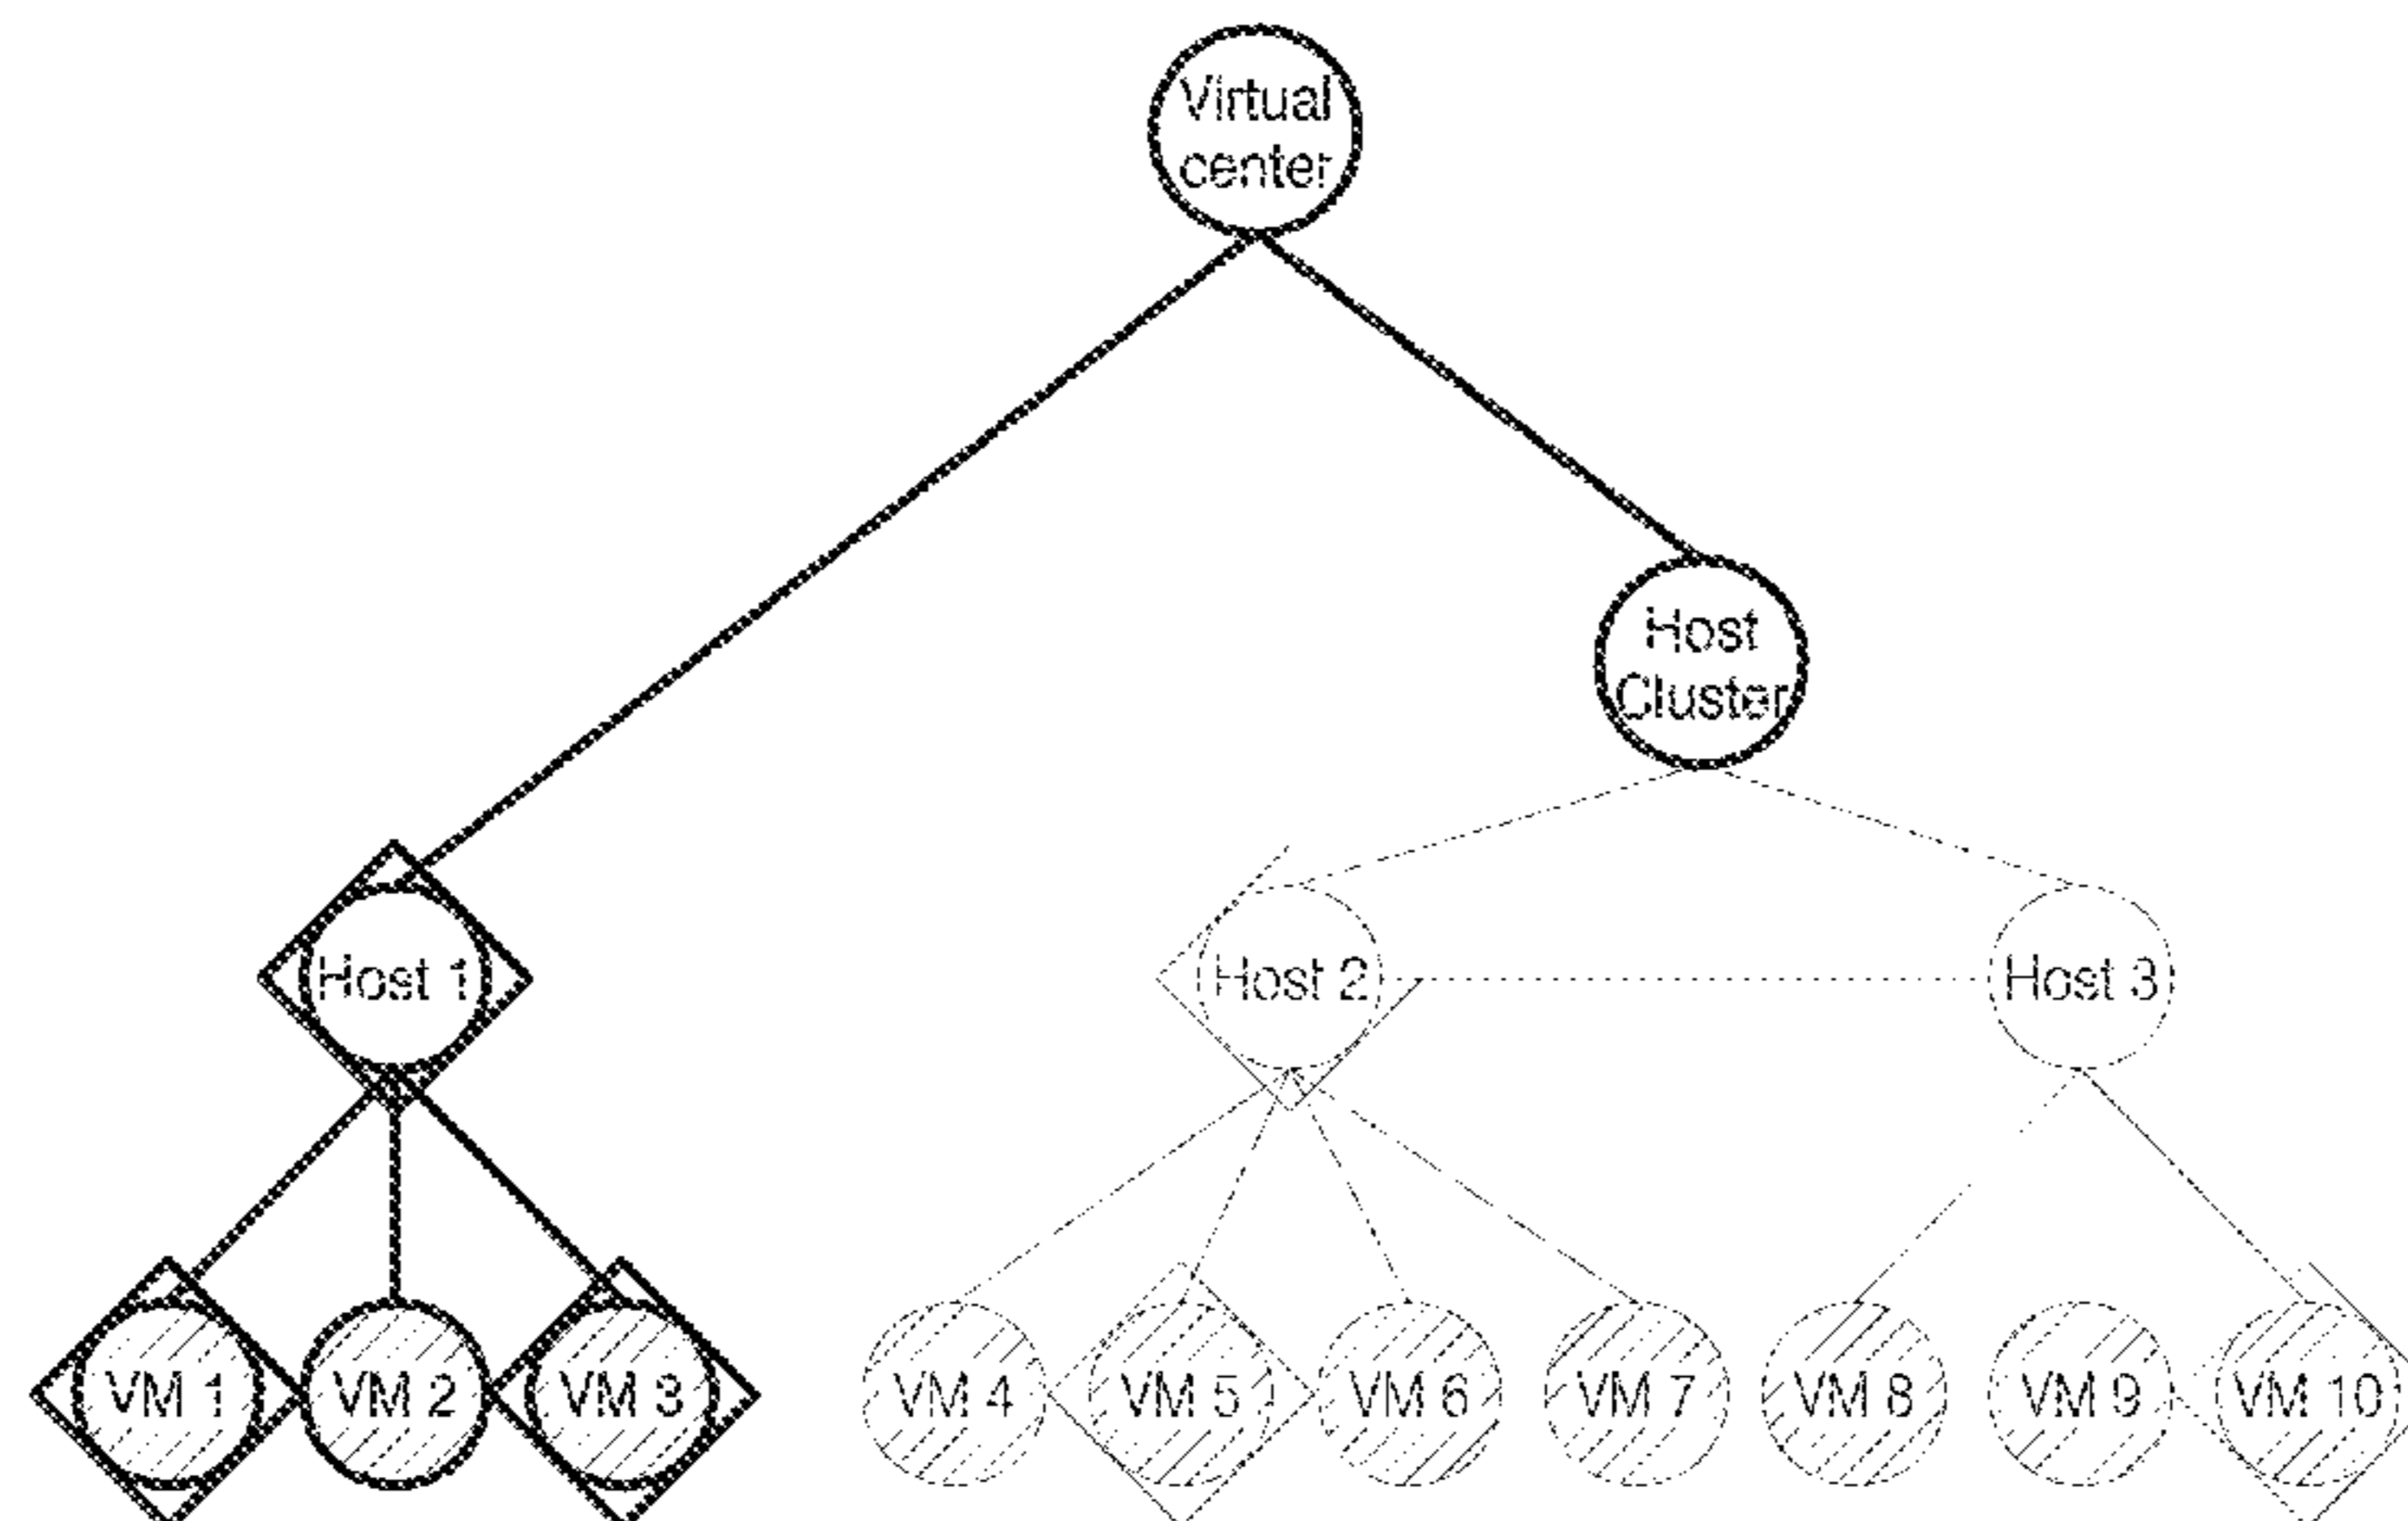 Virtual
center
Host
Cluster
Host 1
Host 2
Host 3
VM 1
VM 2
VM 3
VM 4
VM 5
VM 6
VM 7
VM 8
VM 9
VM 10